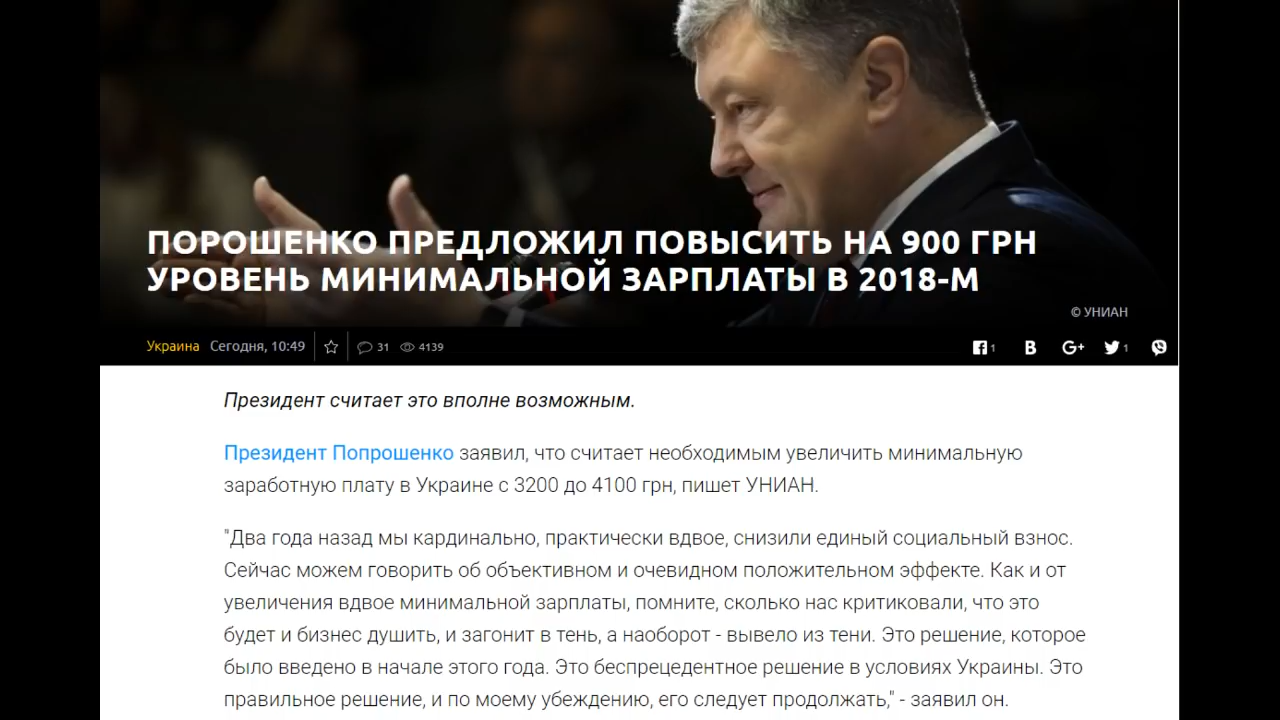 ПОРОШЕНКО ПРЕДЛОЖИЛ ПОВЫСИТЬ НА 900 ГРН
УРОВЕНЬ МИНИМАЛЬНОЙ ЗАРПЛАТЫ В 2018-М
© УНИАН
Украина Сегодня, 10:49 31 4139 1 B G+ 1
Президент считает это вполне возможным.
Президент Попрошенко заявил, что считает необходимым увеличить минимальную
заработную плату в Украине с 3200 до 4100 грн, пишет УНИАН.
"Два года назад мы кардинально, практически вдвое, снизили единый социальный взнос.
Сейчас можем говорить об объективном и очевидном положительном эффекте. Как и от
увеличения вдвое минимальной зарплаты, помните, сколько нас критиковали, что это
будет и бизнес душить, и загонит в тень, а наоборот - вывело из тени. Это решение, которое
было введено в начале этого года. Это беспрецедентное решение в условиях Украины. Это
правильное решение, и по моему убеждению, его следует продолжать," - заявил он.